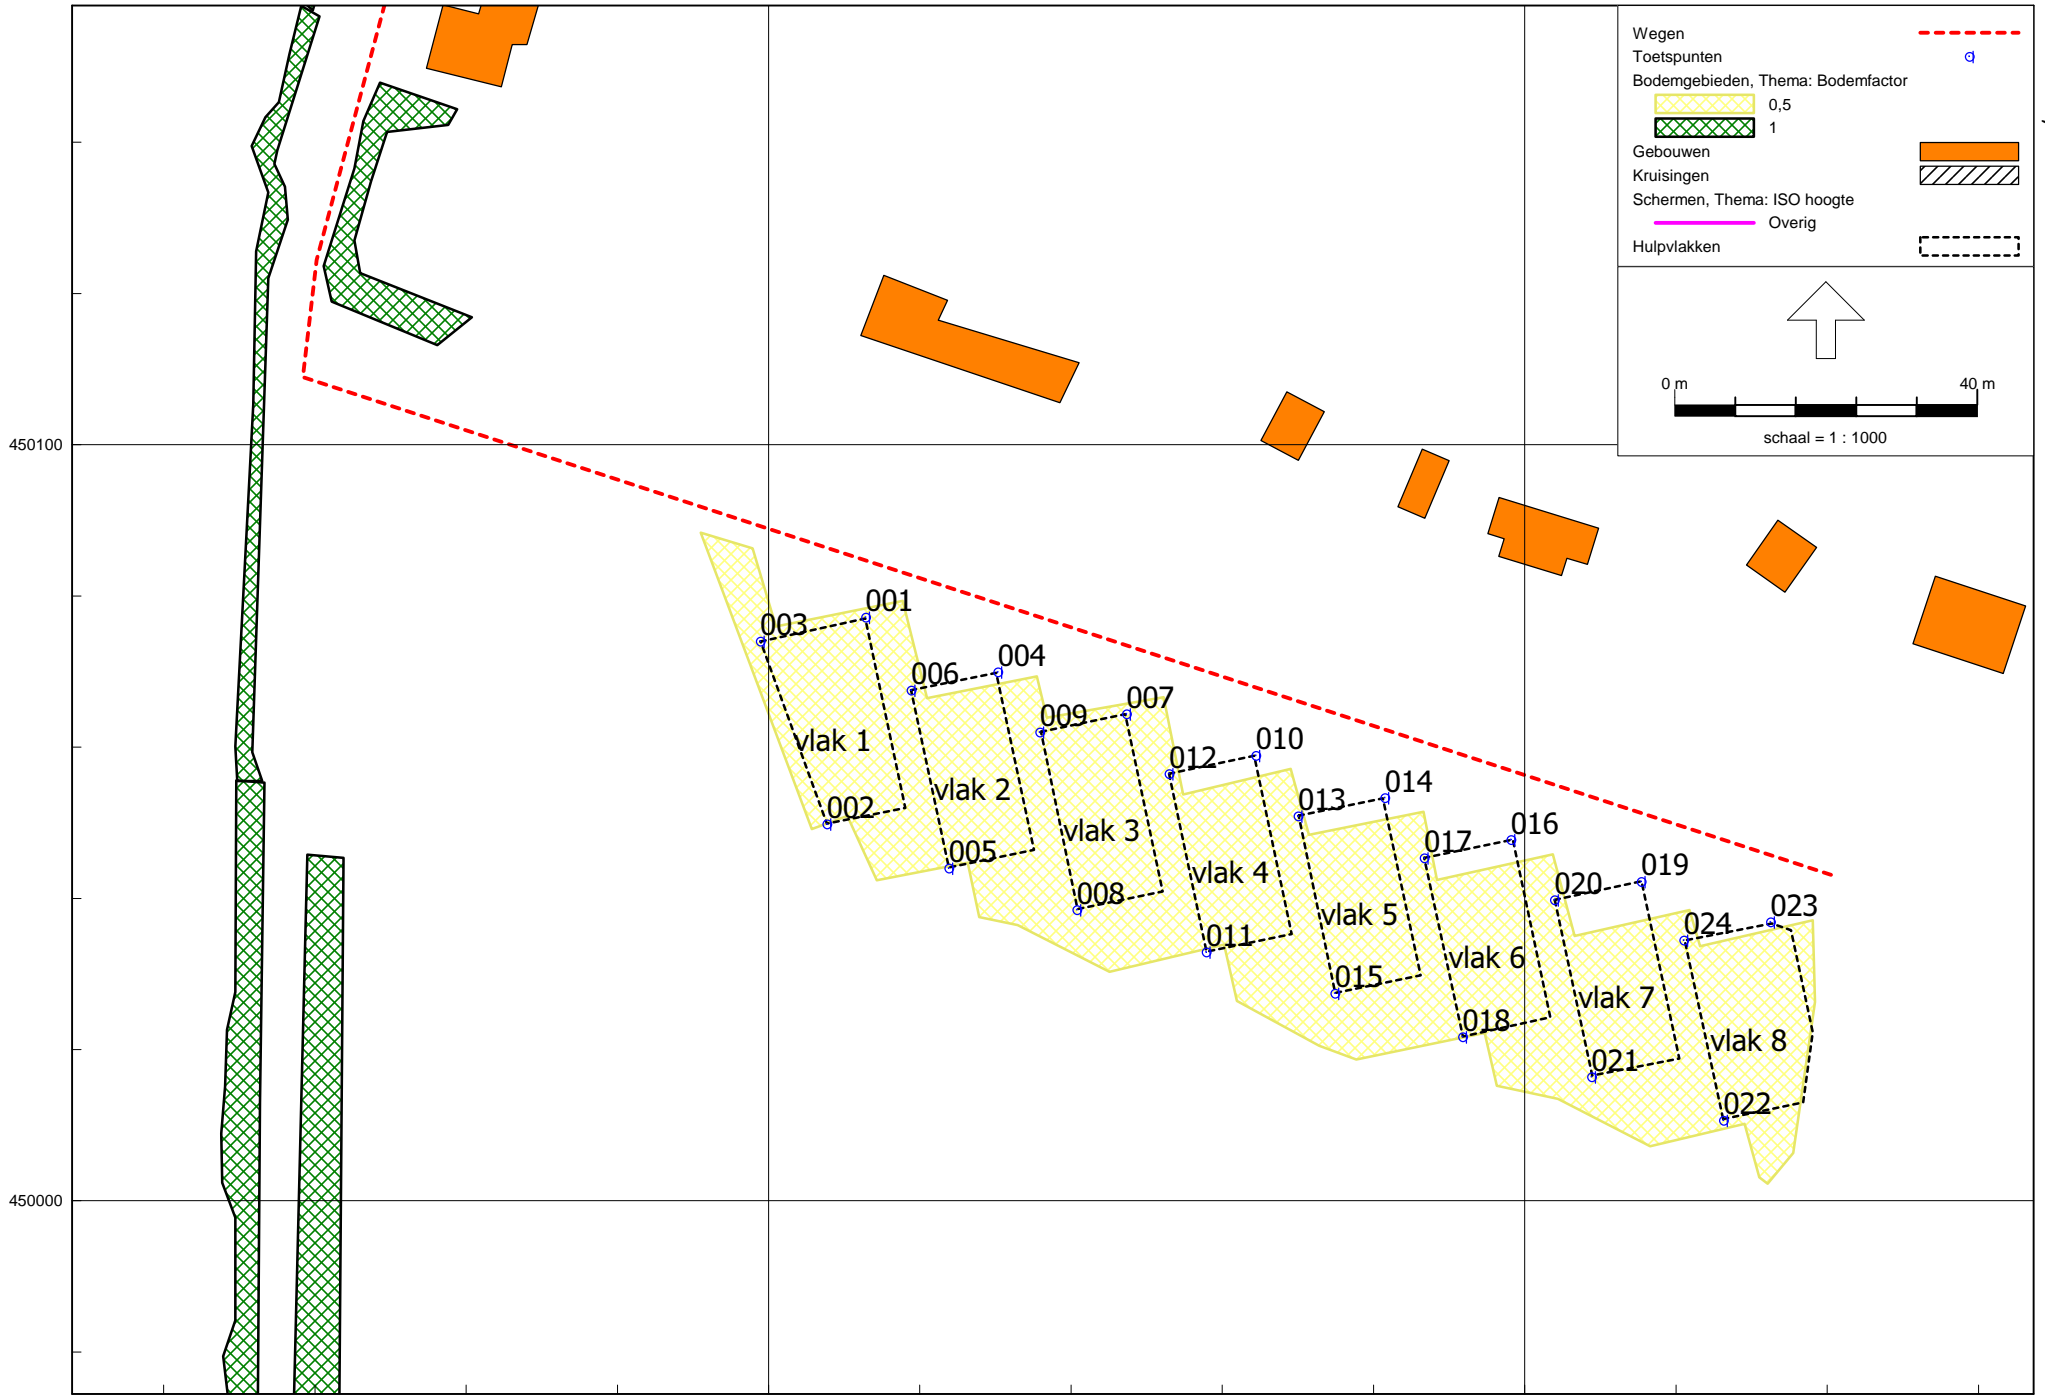 Wegen
Toetspunten
Bodemgebieden, Thema: Bodemfactor
0,5
1
Gebouwen
Kruisingen
Schermen, Thema: ISO hoogte
Overig
Hulpvlakken
0 m 40 m
schaal = 1 : 1000
450100
001
003
004
006
007
009
vlak 1
010
012
vlak 2
014
013
002
vlak 3
016
017
005
vlak 4
019
020
008
vlak 5
023
024
011
vlak 6
015
vlak 7
018
vlak 8
021
022
450000